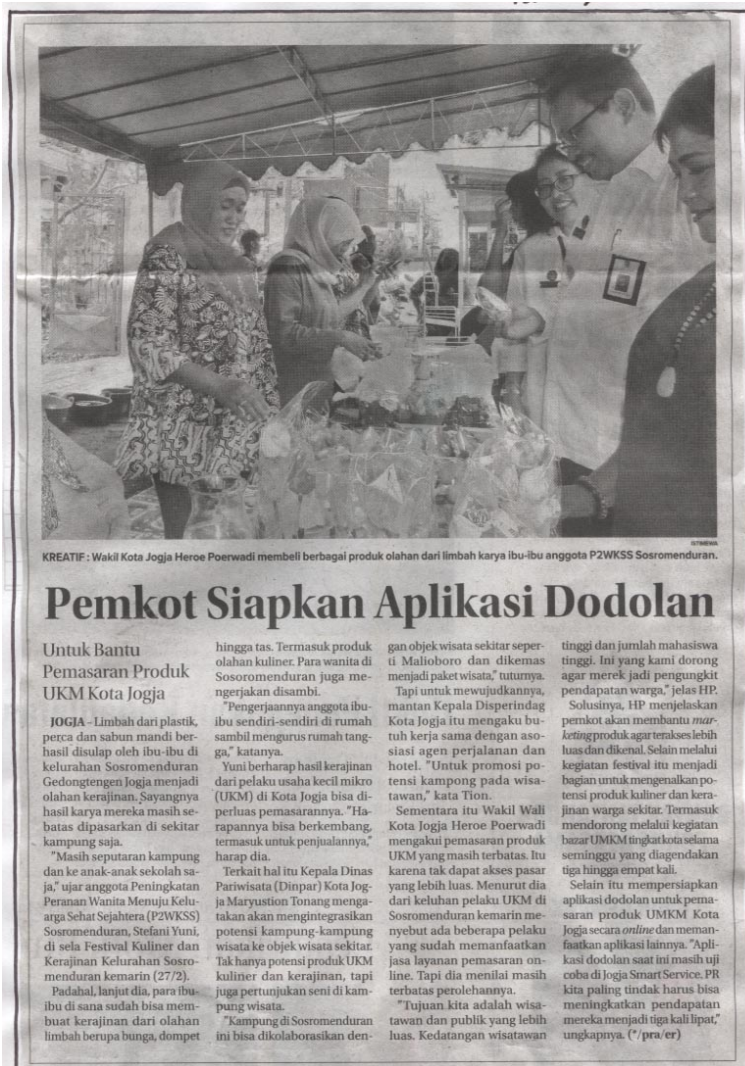 ISTIMEWA
KREATIF : Wakil Kota Jogja Heroe Poerwadi membeli berbagai produk olahan dari limbah karya ibu-ibu anggota P2WKSS Sosromenduran.
Pemkot Siapkan Aplikasi Dodolan
Untuk Bantu
Pemasaran Produk
UKM Kota Jogja
JOGJA – Limbah dari plastik,
perca dan sabun mandi ber-
hasil disulap oleh ibu-ibu di
kelurahan Sosromenduran
Gedongtengen Jogja menjadi
olahan kerajinan. Sayangnya
hasil karya mereka masih se-
batas dipasarkan di sekitar
kampung saja.
"Masih seputaran kampung
dan ke anak-anak sekolah sa-
ja," ujar anggota Peningkatan
Peranan Wanita Menuju Kelu-
arga Sehat Sejahtera (P2WKSS)
Sosromenduran, Stefani Yuni,
di sela Festival Kuliner dan
Kerajinan Kelurahan Sosro-
menduran kemarin (27/2).
Padahal, lanjut dia, para ibu-
ibu di sana sudah bisa mem-
buat kerajinan dari olahan
limbah berupa bunga, dompet
hingga tas. Termasuk produk
olahan kuliner. Para wanita di
Sosoromenduran juga me-
ngerjakan disambi.
"Pengerjaannya anggota ibu-
ibu sendiri-sendiri di rumah
sambil mengurus rumah tang-
ga," katanya.
Yuni berharap hasil kerajinan
dari pelaku usaha kecil mikro
(UKM) di Kota Jogja bisa di-
perluas pemasarannya. "Ha-
rapannya bisa berkembang,
termasuk untuk penjualannya,"
harap dia.
Terkait hal itu Kepala Dinas
Pariwisata (Dinpar) Kota Jog-
ja Maryustion Tonang menga-
takan akan mengintegrasikan
potensi kampung-kampung
wisata ke objek wisata sekitar.
Tak hanya potensi produk UKM
kuliner dan kerajinan, tapi
juga pertunjukan seni di kam-
pung wisata.
"Kampung di Sosromenduran
ini bisa dikolaborasikan den-
gan objek wisata sekitar seper-
ti Malioboro dan dikemas
menjadi paket wisata," tuturnya.
Tapi untuk mewujudkannya,
mantan Kepala Disperindag
Kota Jogja itu mengaku bu-
tuh kerja sama dengan aso-
siasi agen perjalanan dan
hotel. "Untuk promosi po-
tensi kampong pada wisa-
tawan," kata Tion.
Sementara itu Wakil Wali
Kota Jogja Heroe Poerwadi
mengakui pemasaran produk
UKM yang masih terbatas. Itu
karena tak dapat akses pasar
yang lebih luas. Menurut dia
dari keluhan pelaku UKM di
Sosromenduran kemarin me-
nyebut ada beberapa pelaku
yang sudah memanfaatkan
jasa layanan pemasaran on-
line. Tapi dia menilai masih
terbatas perolehannya.
"Tujuan kita adalah wisa-
tawan dan publik yang lebih
luas. Kedatangan wisatawan
tinggi dan jumlah mahasiswa
tinggi. Ini yang kami dorong
agar merek jadi pengungkit
pendapatan warga," jelas HP.
Solusinya, HP menjelaskan
pemkot akan membantu mar-
keting produk agar terakses lebih
luas dan dikenal. Selain melalui
kegiatan festival itu menjadi
bagian untuk mengenalkan po-
tensi produk kuliner dan kera-
jinan warga sekitar. Termasuk
mendorong melalui kegiatan
bazar UMKM tingkat kota selama
seminggu yang diagendakan
tiga hingga empat kali.
Selain itu mempersiapkan
aplikasi dodolan untuk pema-
saran produk UMKM Kota
Jogja secara online dan meman-
faatkan aplikasi lainnya. "Apli-
kasi dodolan saat ini masih uji
coba di Jogja Smart Service. PR
kita paling tindak harus bisa
meningkatkan pendapatan
mereka menjadi tiga kali lipat,"
ungkapnya. (*/pra/er)